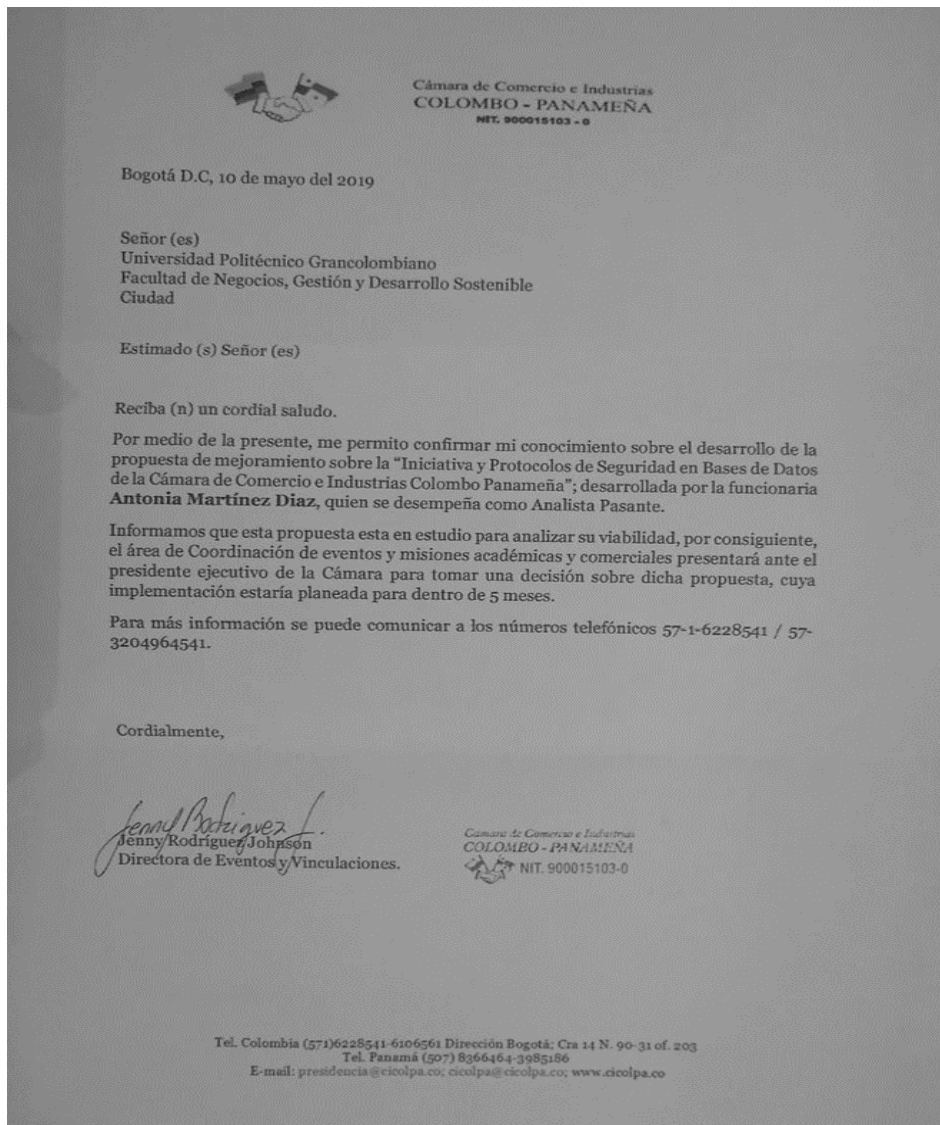 Cámara de Comercio e Industrias
COLOMBO - PANAMEÑA
NIT. 900015103 - 0
Bogotá D.C, 10 de mayo del 2019
Señor (es)
Universidad Politécnico Grancolombiano
Facultad de Negocios, Gestión y Desarrollo Sostenible
Ciudad
Estimado (s) Señor (es)
Reciba (n) un cordial saludo.
Por medio de la presente, me permito confirmar mi conocimiento sobre el desarrollo de la
propuesta de mejoramiento sobre la “Iniciativa y Protocolos de Seguridad en Bases de Datos
de la Cámara de Comercio e Industrias Colombo Panameña”; desarrollada por la funcionaria
Antonia Martínez Diaz, quien se desempeña como Analista Pasante.
Informamos que esta propuesta esta en estudio para analizar su viabilidad, por consiguiente,
el área de Coordinación de eventos y misiones académicas y comerciales presentará ante el
presidente ejecutivo de la Cámara para tomar una decisión sobre dicha propuesta, cuya
implementación estaría planeada para dentro de 5 meses.
Para más información se puede comunicar a los números telefónicos 57-1-6228541 / 57-
3204964541.
Cordialmente,
Jenny Rodriguez J.
Jenny Rodríguez Johnson
Directora de Eventos y Vinculaciones.
Camara de Comercio e Industrias
COLOMBO - PANAMEÑA
NIT. 900015103-0
Tel. Colombia (571)6228541-6106561 Dirección Bogotá; Cra 14 N. 90-31 of. 203
Tel. Panamá (507) 8366464-3985186
E-mail: presidencia@cicolpa.co; cicolpa@cicolpa.co; www.cicolpa.co